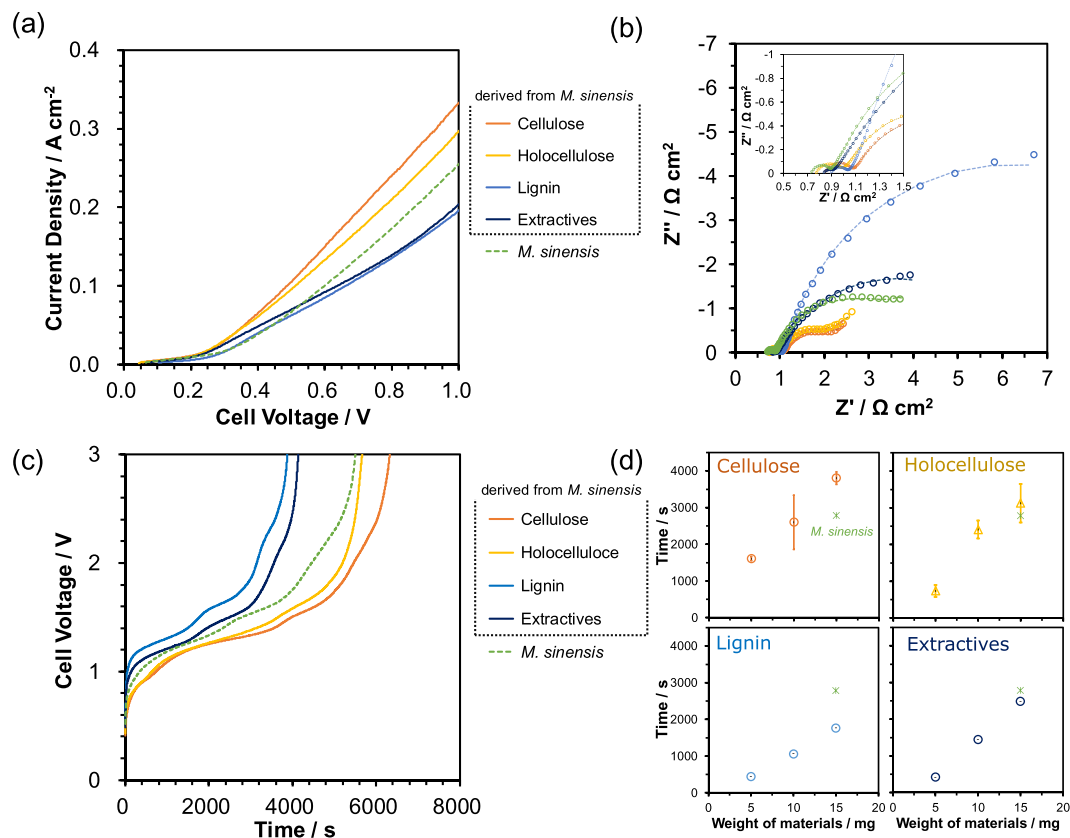 (a)
0.4
0.3
0.2
0.1
0.0
Current Density / A cm-2
0.0
0.2
0.4
0.6
0.8
1.0
Cell Voltage / V
derived from M. sinensis
Cellulose
Holocellulose
Lignin
Extractives
M. sinensis
(b)
-7
-6
-5
-4
-3
-2
-1
0
Z'' / Ω cm2
0
1
2
3
4
5
6
7
Z' / Ω cm2
-1
-0.8
-0.6
-0.4
-0.2
0
Z'' / Ω cm2
0.5
0.7
0.9
1.1
1.3
1.5
Z' / Ω cm2
(c)
3
2
1
0
Cell Voltage / V
0
2000
4000
6000
8000
Time / s
derived from M. sinensis
Cellulose
Holocelluloce
Lignin
Extractives
M. sinensis
(d)
Cellulose
M. sinensis
4000
3000
2000
1000
0
Time / s
Holocellulose
Lignin
4000
3000
2000
1000
0
Time / s
0
5
10
15
20
Weight of materials / mg
Extractives
0
5
10
15
20
Weight of materials / mg